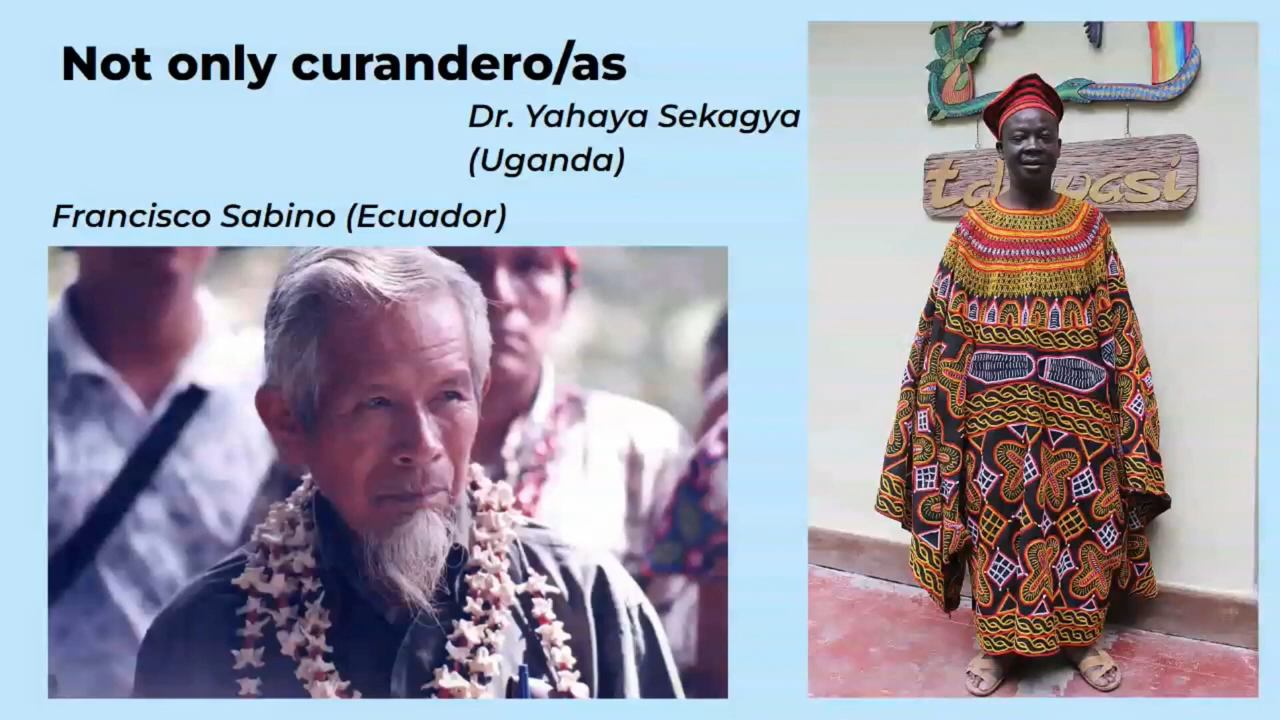 Not only curandero/as
Dr. Yahaya Sekagya
(Uganda)
Francisco Sabino (Ecuador)